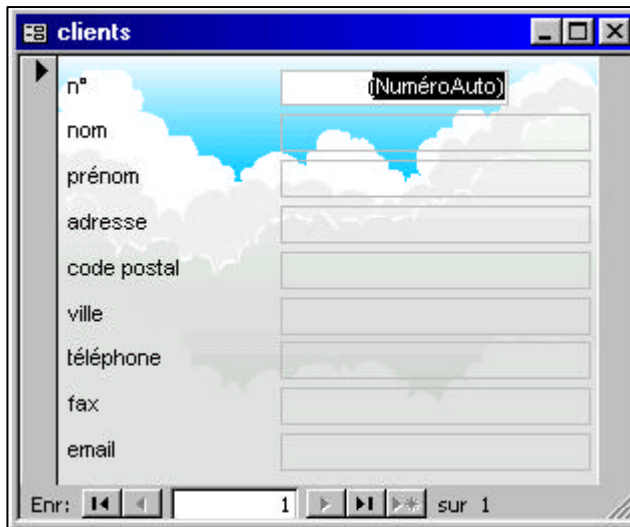 clients
n° (NuméroAuto)
nom
prénom
adresse
code postal
ville
téléphone
fax
email
Enr: 1 sur 1